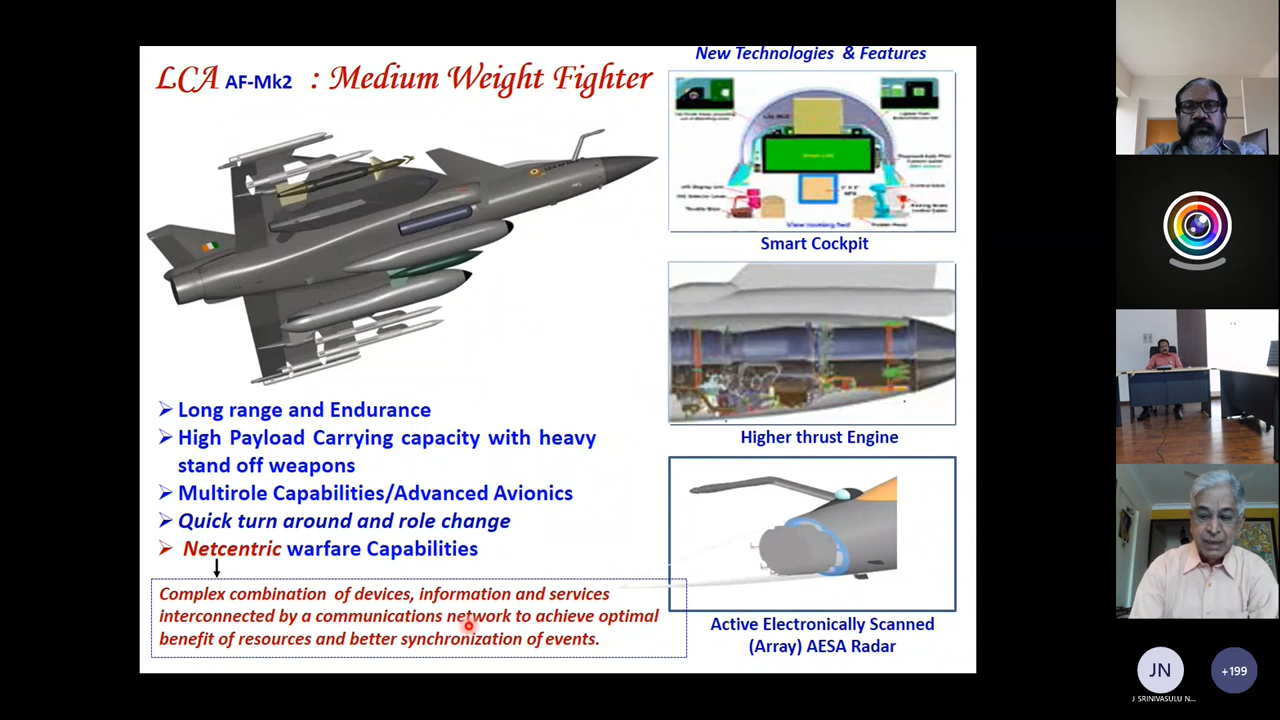 LCA AF-Mk2 : Medium Weight Fighter
➢ Long range and Endurance
➢ High Payload Carrying capacity with heavy
stand off weapons
➢ Multirole Capabilities/Advanced Avionics
➢ Quick turn around and role change
➢ Netcentric warfare Capabilities
Complex combination of devices, information and services
interconnected by a communications network to achieve optimal
benefit of resources and better synchronization of events.
New Technologies & Features
Smart Cockpit
Higher thrust Engine
Active Electronically Scanned
(Array) AESA Radar
JN
+199
J SRINIVASULU N...